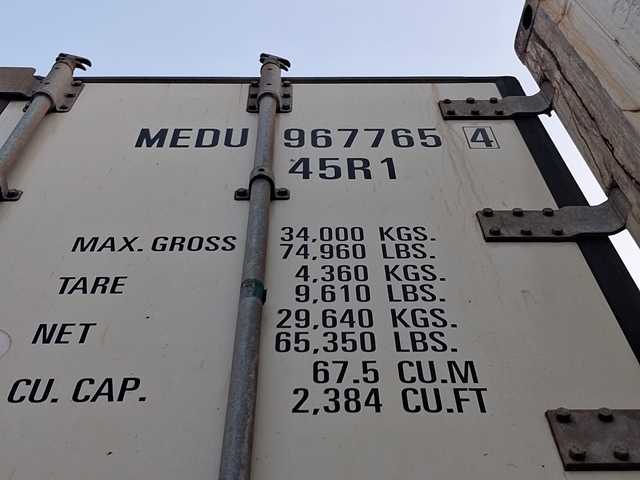 MEDU 967765 4
45R1
MAX. GROSS 34,000 KGS.
74,960 LBS.
TARE 4,360 KGS.
9,610 LBS.
NET 29,640 KGS.
65,350 LBS.
CU. CAP. 67.5 CU.M
2,384 CU.FT